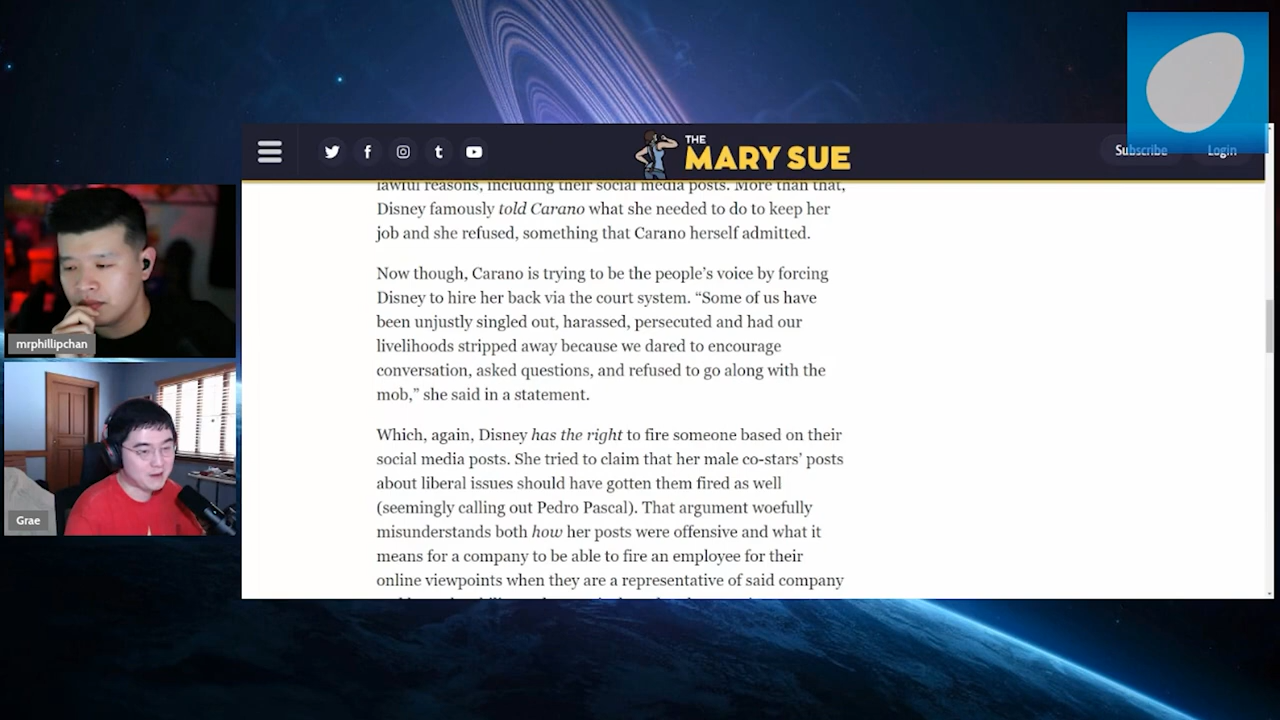 THE
MARY SUE
Subscribe
Login
lawful reasons, including their social media posts. More than that,
Disney famously told Carano what she needed to do to keep her
job and she refused, something that Carano herself admitted.
Now though, Carano is trying to be the people’s voice by forcing
Disney to hire her back via the court system. “Some of us have
been unjustly singled out, harassed, persecuted and had our
livelihoods stripped away because we dared to encourage
conversation, asked questions, and refused to go along with the
mob,” she said in a statement.
Which, again, Disney has the right to fire someone based on their
social media posts. She tried to claim that her male co-stars’ posts
about liberal issues should have gotten them fired as well
(seemingly calling out Pedro Pascal). That argument woefully
misunderstands both how her posts were offensive and what it
means for a company to be able to fire an employee for their
online viewpoints when they are a representative of said company
mrphillipchan
Grae